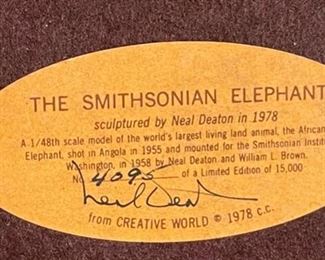 THE SMITHSONIAN ELEPHANT
sculptured by Neal Deaton in 1978
A 1/48th scale model of the world's largest living land animal, the African
Elephant, shot in Angola in 1955 and mounted for the Smithsonian Instit
Washington, in 1958 by Neal Deaton and William L. Brown.
No. 4095 of a Limited Edition of 15,000
Neal Deaton
from CREATIVE WORLD © 1978 c.c.